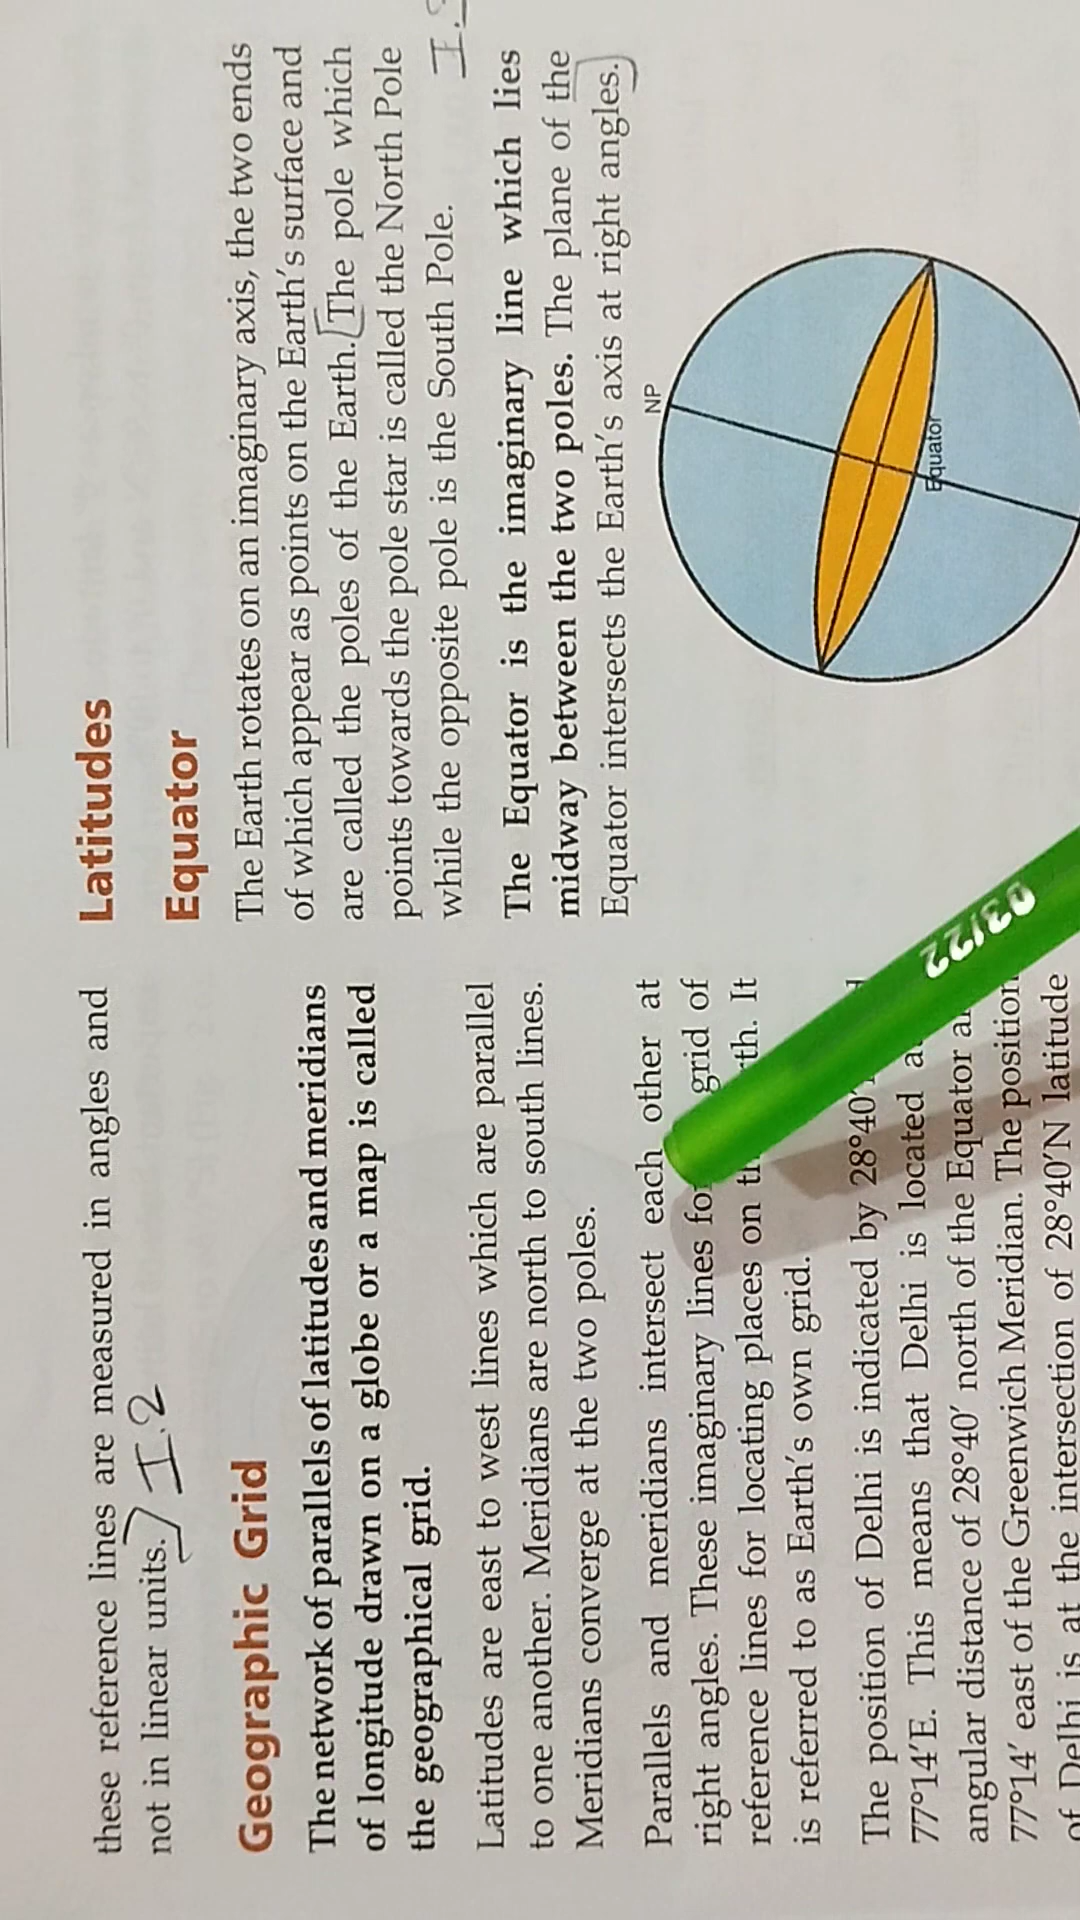 these reference lines are measured in angles and
not in linear units. I.2
Geographic Grid
The network of parallels of latitudes and meridians
of longitude drawn on a globe or a map is called
the geographical grid.
Latitudes are east to west lines which are parallel
to one another. Meridians are north to south lines.
Meridians converge at the two poles.
Parallels and meridians intersect each other at
right angles. These imaginary lines grid of
reference lines for locating places on It
is referred to as Earth's own grid.
The position of Delhi is indicated by 28°40'
77°14'E. This means that Delhi is located
angular distance of 28°40' north of the Equator
77°14' east of the Greenwich Meridian. The position
of Delhi is at the intersection of 28°40'N latitude
Latitudes
Equator
The Earth rotates on an imaginary axis, the two ends
of which appear as points on the Earth's surface and
are called the poles of the Earth. The pole which
points towards the pole star is called the North Pole
while the opposite pole is the South Pole.
The Equator is the imaginary line which lies
midway between the two poles. The plane of the
Equator intersects the Earth's axis at right angles.
NP
Equator
03/22